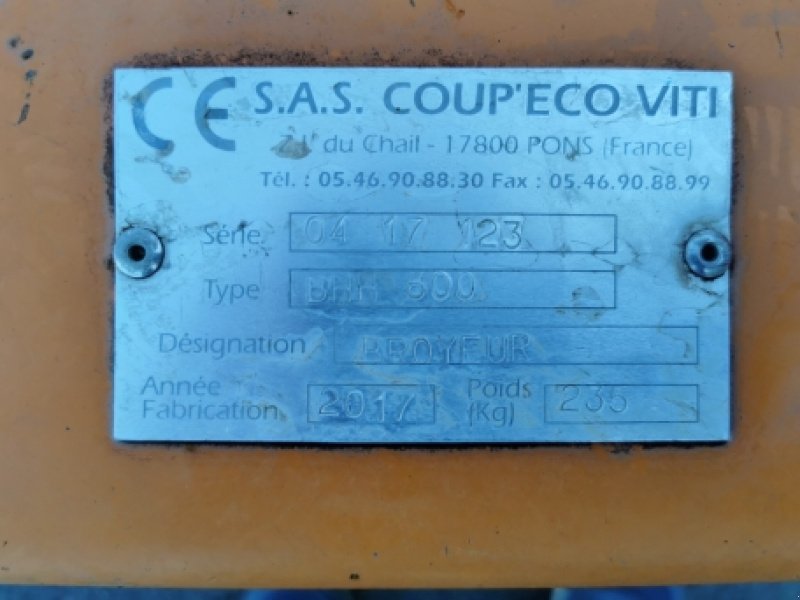 CE S.A.S. COUP'ECO VITI
Z.I. du Chail - 17800 PONS (France)
Tél. : 05.46.90.88.30 Fax : 05.46.90.88.99
Série 04 17 123
Type 600
Désignation BROYEUR
Année Fabrication 2017 Poids (Kg) 235